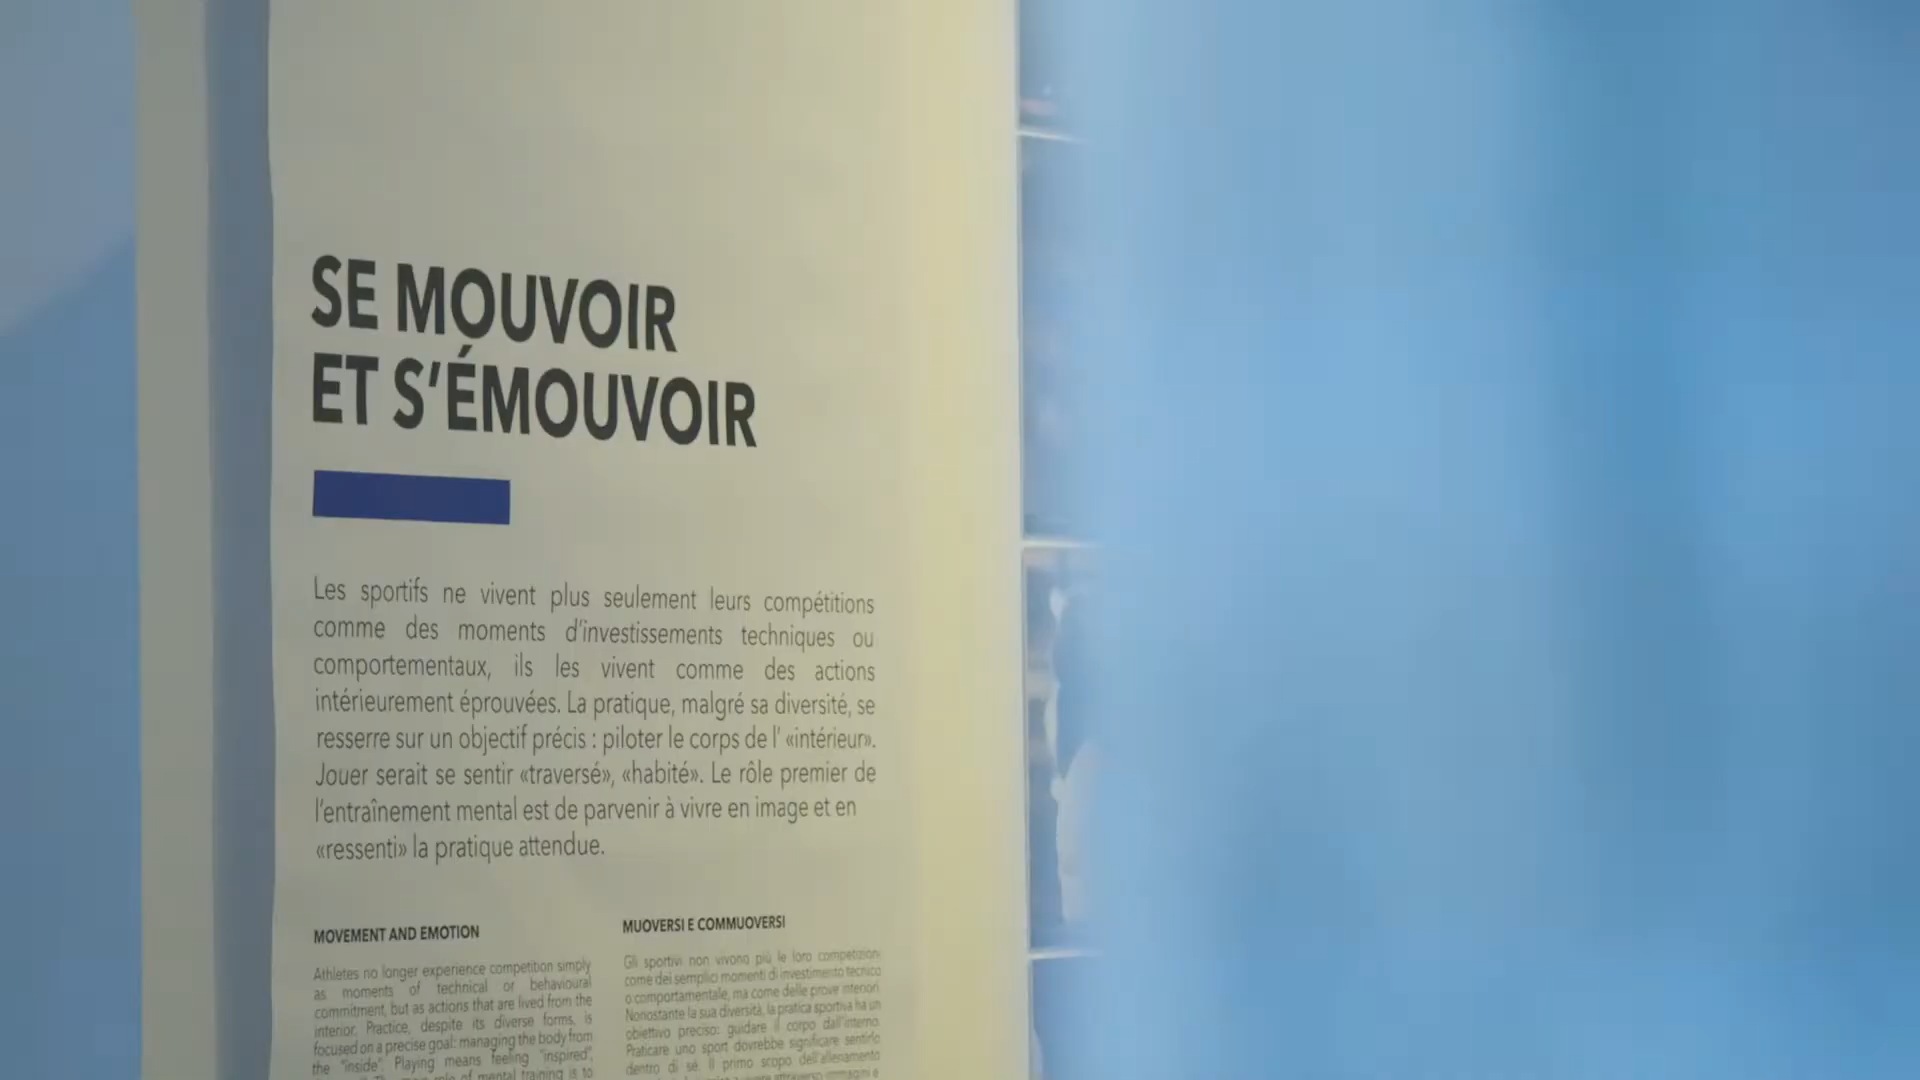 SE MOUVOIR
ET S'ÉMOUVOIR
Les sportifs ne vivent plus seulement leurs compétitions
comme des moments d'investissements techniques ou
comportementaux, ils les vivent comme des actions
intérieurement éprouvées. La pratique, malgré sa diversité, se
resserre sur un objectif précis : piloter le corps de l' «intérieur».
Jouer serait se sentir «traversé», «habité». Le rôle premier de
l'entraînement mental est de parvenir à vivre en image et en
«ressenti» la pratique attendue.
MOVEMENT AND EMOTION
Athletes no longer experience competition simply
as moments of technical or behavioural
commitment, but as actions that are lived from the
interior. Practice, despite its diverse forms, is
focused on a precise goal: managing the body from
the "inside". Playing means feeling "inspired",
role of mental training is to
MUOVERSI E COMMUOVERSI
Gli sportivi non vivono più le loro competizioni
come dei semplici momenti di investimento tecnico
o comportamentale, ma come delle prove interiori.
Nonostante la sua diversità, la pratica sportiva ha un
obiettivo preciso: guidare il corpo dall'interno.
Praticare uno sport dovrebbe significare sentirlo
dentro di sé. Il primo scopo dell'allenamento
attraverso immagini e